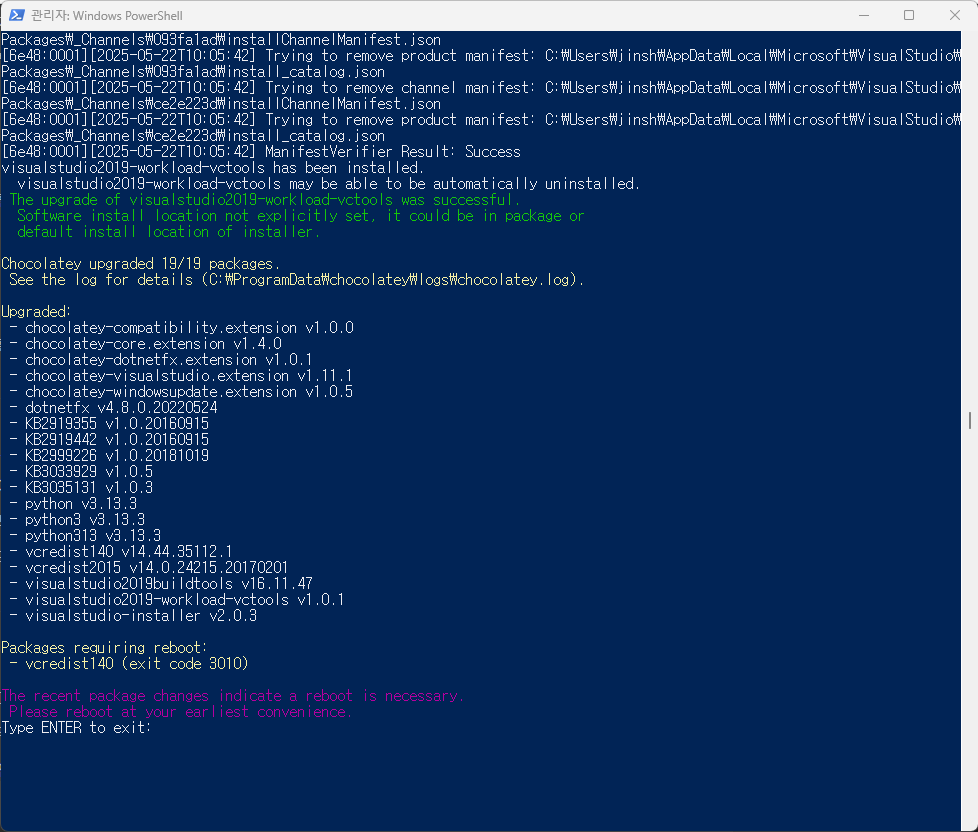 관리자: Windows PowerShell
Packages₩_Channels₩093fa1ad₩installChannelManifest.json
[6e48:0001][2025-05-22T10:05:42] Trying to remove product manifest: C:₩Users₩jinsh₩AppData₩Local₩Microsoft₩VisualStudio₩
Packages₩_Channels₩093fa1ad₩install_catalog.json
[6e48:0001][2025-05-22T10:05:42] Trying to remove channel manifest: C:₩Users₩jinsh₩AppData₩Local₩Microsoft₩VisualStudio₩
Packages₩_Channels₩ce2e223d₩installChannelManifest.json
[6e48:0001][2025-05-22T10:05:42] Trying to remove product manifest: C:₩Users₩jinsh₩AppData₩Local₩Microsoft₩VisualStudio₩
Packages₩_Channels₩ce2e223d₩install_catalog.json
[6e48:0001][2025-05-22T10:05:42] ManifestVerifier Result: Success
visualstudio2019-workload-vctools has been installed.
  visualstudio2019-workload-vctools may be able to be automatically uninstalled.
 The upgrade of visualstudio2019-workload-vctools was successful.
  Software install location not explicitly set, it could be in package or
  default install location of installer.

Chocolatey upgraded 19/19 packages.
 See the log for details (C:₩ProgramData₩chocolatey₩logs₩chocolatey.log).

Upgraded:
 - chocolatey-compatibility.extension v1.0.0
 - chocolatey-core.extension v1.4.0
 - chocolatey-dotnetfx.extension v1.0.1
 - chocolatey-visualstudio.extension v1.11.1
 - chocolatey-windowsupdate.extension v1.0.5
 - dotnetfx v4.8.0.20220524
 - KB2919355 v1.0.20160915
 - KB2919442 v1.0.20160915
 - KB2999226 v1.0.20181019
 - KB3033929 v1.0.5
 - KB3035131 v1.0.3
 - python v3.13.3
 - python3 v3.13.3
 - python313 v3.13.3
 - vcredist140 v14.44.35112.1
 - vcredist2015 v14.0.24215.20170201
 - visualstudio2019buildtools v16.11.47
 - visualstudio2019-workload-vctools v1.0.1
 - visualstudio-installer v2.0.3

Packages requiring reboot:
 - vcredist140 (exit code 3010)

The recent package changes indicate a reboot is necessary.
 Please reboot at your earliest convenience.
Type ENTER to exit: